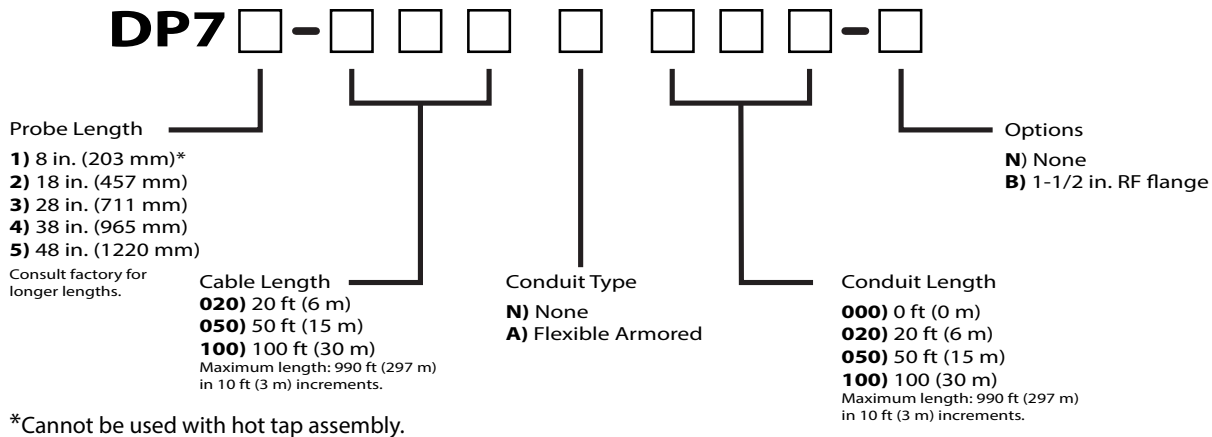 DP7 - -
Probe Length
1) 8 in. (203 mm)*
2) 18 in. (457 mm)
3) 28 in. (711 mm)
4) 38 in. (965 mm)
5) 48 in. (1220 mm)
Consult factory for
longer lengths.
Cable Length
020) 20 ft (6 m)
050) 50 ft (15 m)
100) 100 ft (30 m)
Maximum length: 990 ft (297 m)
in 10 ft (3 m) increments.
Conduit Type
N) None
A) Flexible Armored
Conduit Length
000) 0 ft (0 m)
020) 20 ft (6 m)
050) 50 ft (15 m)
100) 100 (30 m)
Maximum length: 990 ft (297 m)
in 10 ft (3 m) increments.
Options
N) None
B) 1-1/2 in. RF flange
*Cannot be used with hot tap assembly.